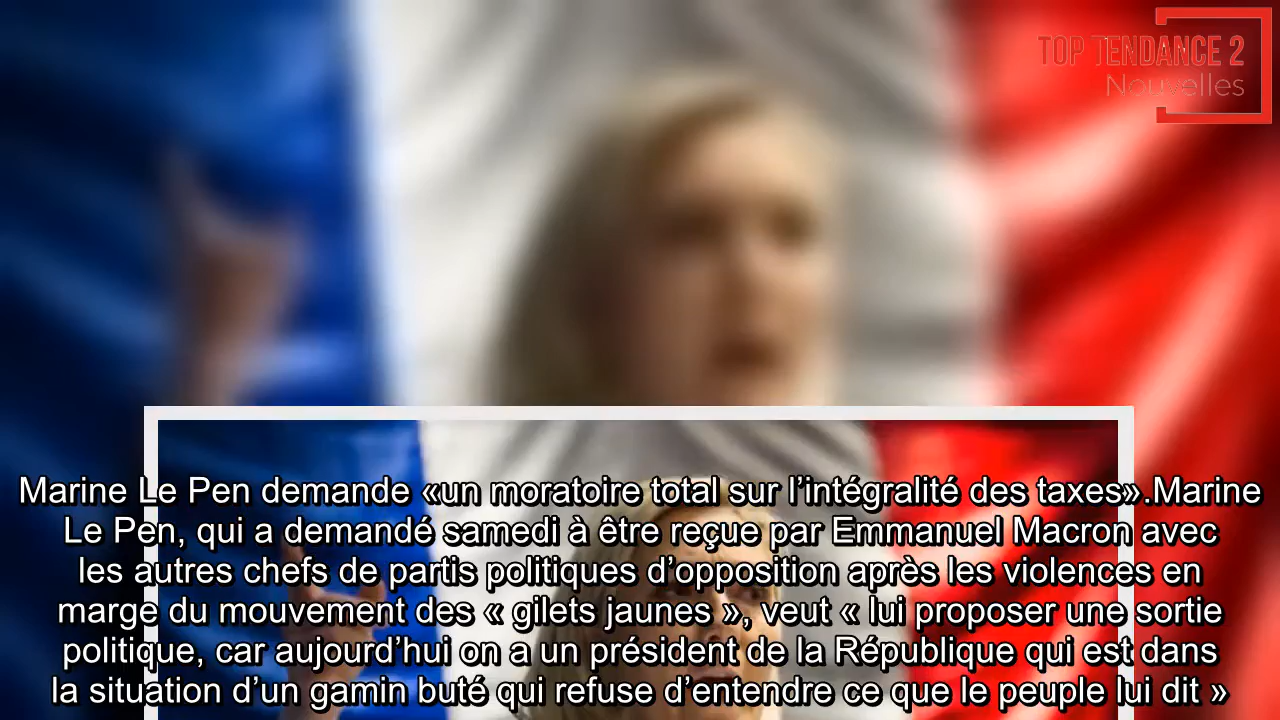 TOP TENDANCE 2
Nouvelles
Marine Le Pen demande «un moratoire total sur l’intégralité des taxes».Marine
Le Pen, qui a demandé samedi à être reçue par Emmanuel Macron avec
les autres chefs de partis politiques d’opposition après les violences en
marge du mouvement des « gilets jaunes », veut « lui proposer une sortie
politique, car aujourd’hui on a un président de la République qui est dans
la situation d’un gamin buté qui refuse d’entendre ce que le peuple lui dit »